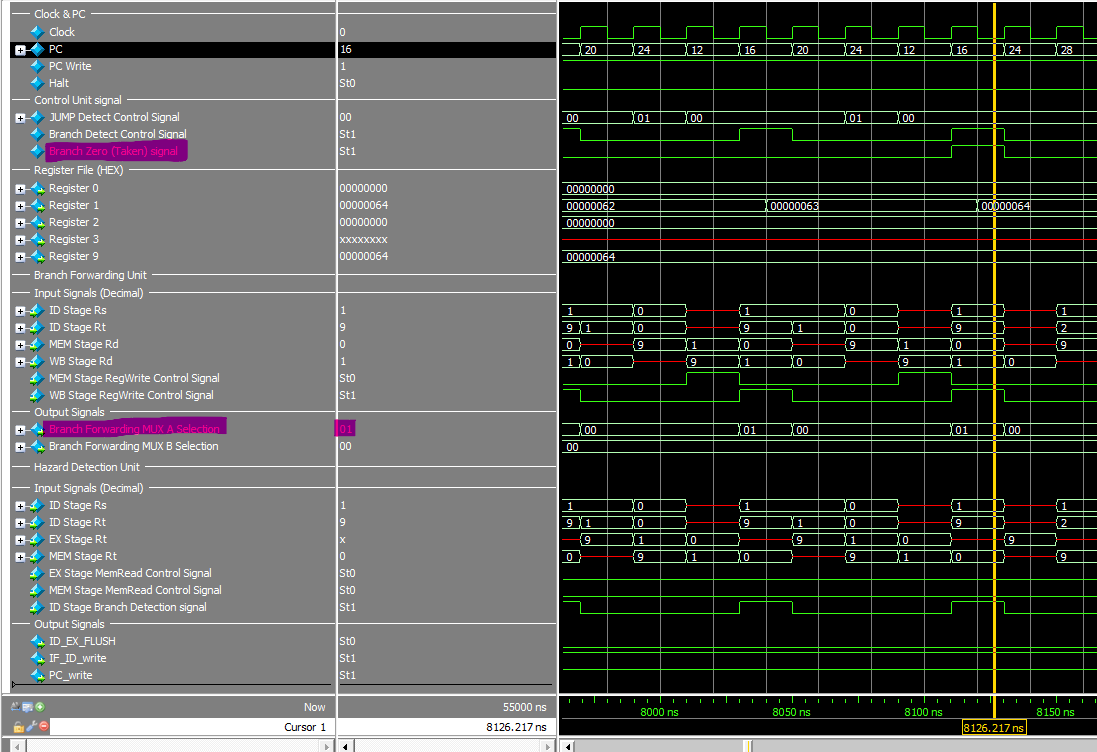 Clock & PC
Clock 0
PC 16 20 24 12 16 20 24 12 16 24 28
PC Write 1
Halt St0
Control Unit signal
JUMP Detect Control Signal 00 00 01 00 01 00
Branch Detect Control Signal St1
Branch Zero (Taken) signal St1
Register File (HEX)
Register 0 00000000 00000000
Register 1 00000064 00000062 00000063 00000064
Register 2 00000000 00000000
Register 3 xxxxxxxx
Register 9 00000064 00000064
Branch Forwarding Unit
Input Signals (Decimal)
ID Stage Rs 1 1 0 1 0 1 1
ID Stage Rt 9 9 1 0 9 1 0 9 2
MEM Stage Rd 0 0 9 1 0 9 1 0 9
WB Stage Rd 1 1 0 9 1 0 9 1 0
MEM Stage RegWrite Control Signal St0
WB Stage RegWrite Control Signal St1
Output Signals
Branch Forwarding MUX A Selection 01 00 01 00 01 00
Branch Forwarding MUX B Selection 00 00
Hazard Detection Unit
Input Signals (Decimal)
ID Stage Rs 1 1 0 1 0 1 1
ID Stage Rt 9 9 1 0 9 1 0 9 2
EX Stage Rt x 9 1 0 9 1 0 9
MEM Stage Rt 0 0 9 1 0 9 1 0 9
EX Stage MemRead Control Signal St0
MEM Stage MemRead Control Signal St0
ID Stage Branch Detection signal St1
Output Signals
ID_EX_FLUSH St0
IF_ID_write St1
PC_write St1
Now 55000 ns 8000 ns 8050 ns 8100 ns 8150 ns
Cursor 1 8126.217 ns 8126.217 ns